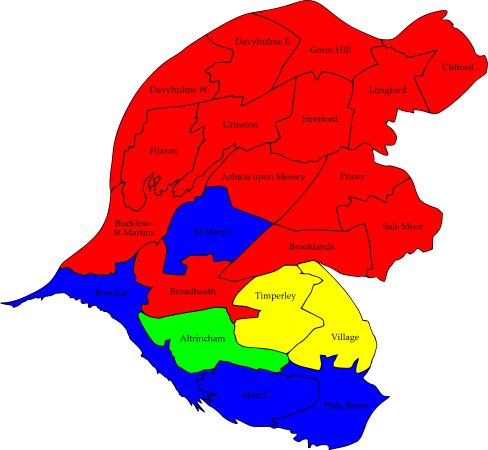 Davyhulme E.
Gorse Hill
Clifford
Davyhulme W.
Longford
Urmston
Stretford
Flixton
Ashton upon Mersey
Priory
Bucklow-
St Martins
St Mary's
Sale Moor
Brooklands
Bowdon
Broadheath
Timperley
Altrincham
Village
Hale C.
Hale Barns